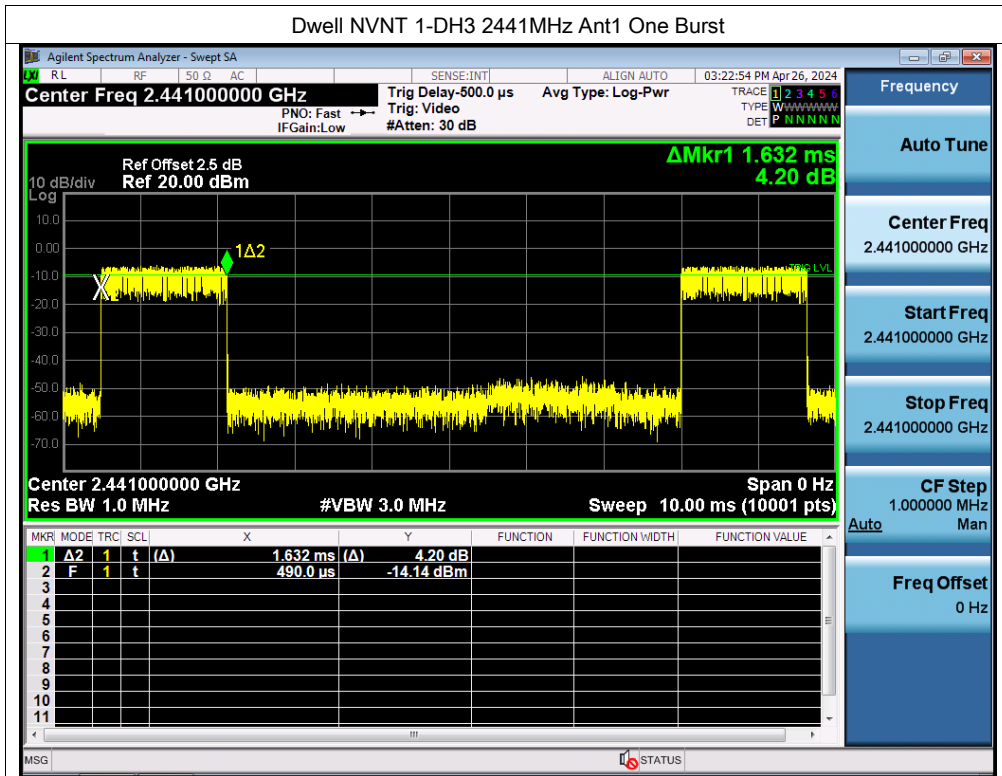 Dwell NVNT 1-DH3 2441MHz Ant1 One Burst
Agilent Spectrum Analyzer - Swept SA
LXI RL RF 50 Ω AC SENSE:INT ALIGN AUTO 03:22:54 PM Apr 26, 2024
Center Freq 2.441000000 GHz
PNO: Fast
IFGain:Low
Trig Delay-500.0 µs
Trig: Video
#Atten: 30 dB
Avg Type: Log-Pwr
TRACE 1 2 3 4 5 6
TYPE WWWWWWW
DET P NNNNN
Ref Offset 2.5 dB
Ref 20.00 dBm
10 dB/div
Log
ΔMkr1 1.632 ms
4.20 dB
10.0
0.00
-10.0
-20.0
-30.0
-40.0
-50.0
-60.0
-70.0
1Δ2
X
TRIG LVL
Center 2.441000000 GHz Span 0 Hz
Res BW 1.0 MHz #VBW 3.0 MHz Sweep 10.00 ms (10001 pts)
MKR MODE TRC SCL X Y FUNCTION FUNCTION WIDTH FUNCTION VALUE
1 Δ2 1 t (Δ) 1.632 ms (Δ) 4.20 dB
2 F 1 t 490.0 µs -14.14 dBm
3
4
5
6
7
8
9
10
11
MSG STATUS
Frequency
Auto Tune
Center Freq
2.441000000 GHz
Start Freq
2.441000000 GHz
Stop Freq
2.441000000 GHz
CF Step
1.000000 MHz
Auto Man
Freq Offset
0 Hz